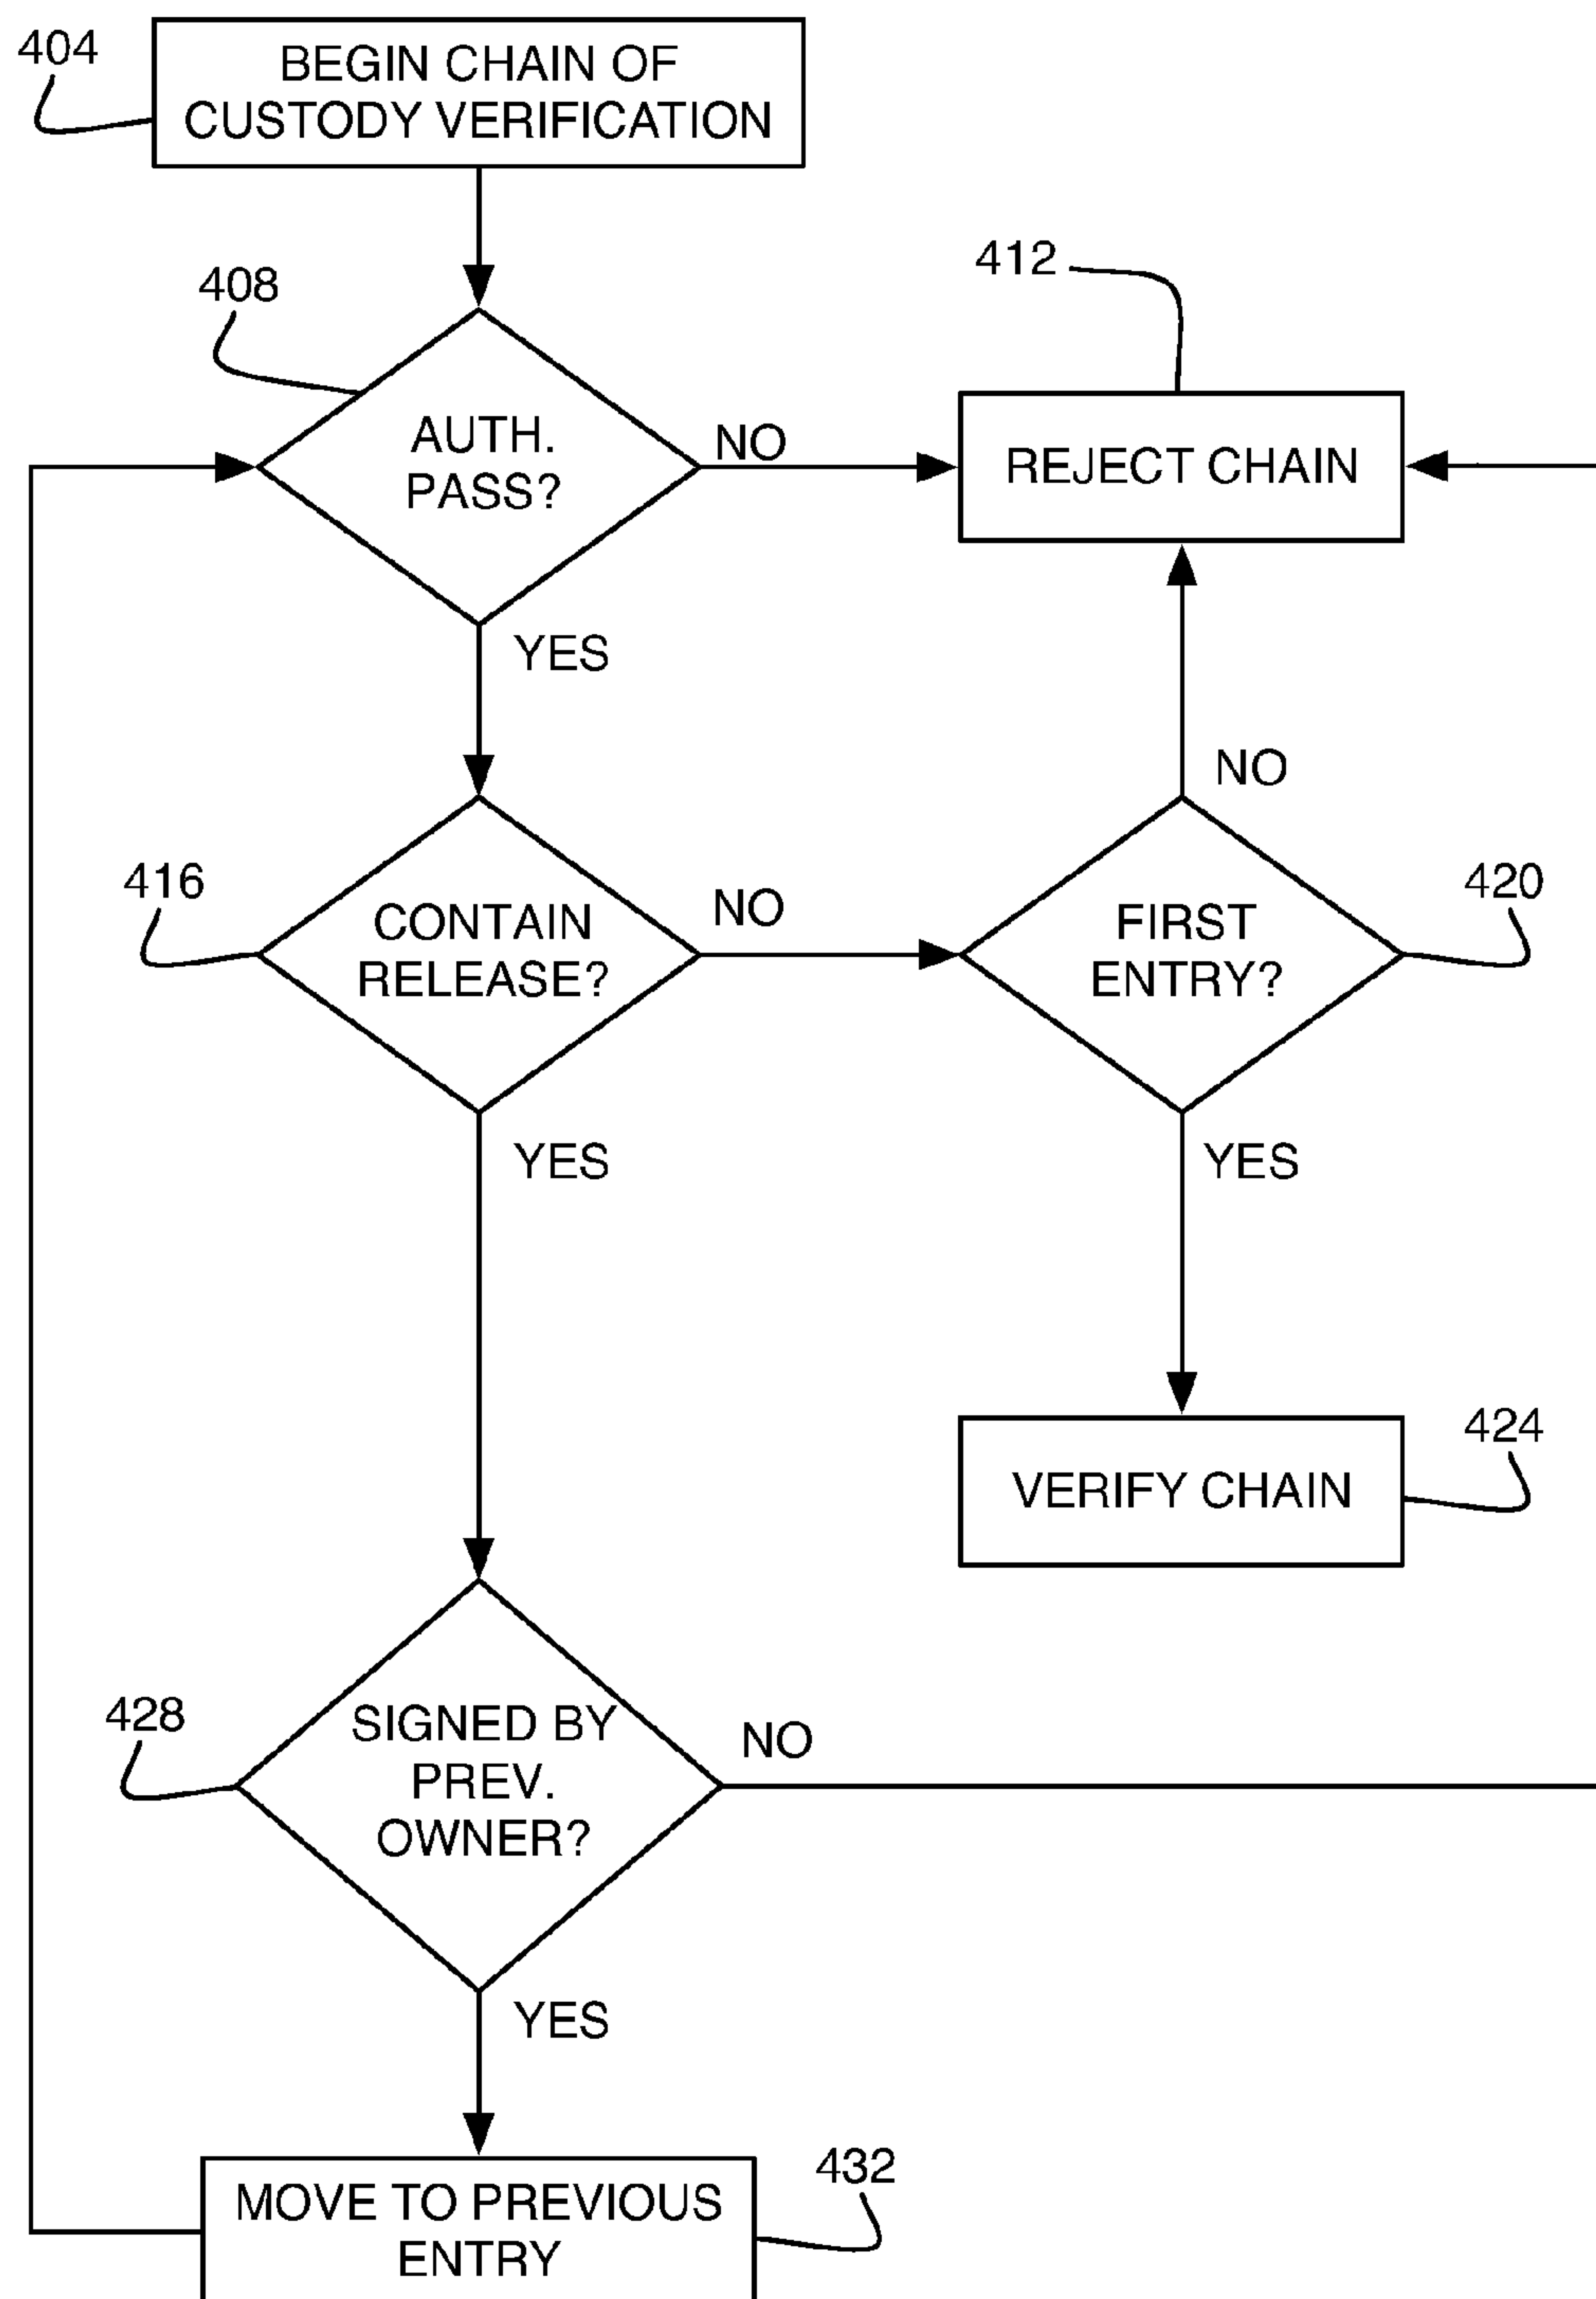 404
BEGIN CHAIN OF
CUSTODY VERIFICATION
408
AUTH.
PASS?
NO
412
REJECT CHAIN
YES
416
CONTAIN
RELEASE?
NO
NO
FIRST
ENTRY?
420
YES
YES
VERIFY CHAIN
424
428
SIGNED BY
PREV.
OWNER?
NO
YES
MOVE TO PREVIOUS
ENTRY
432